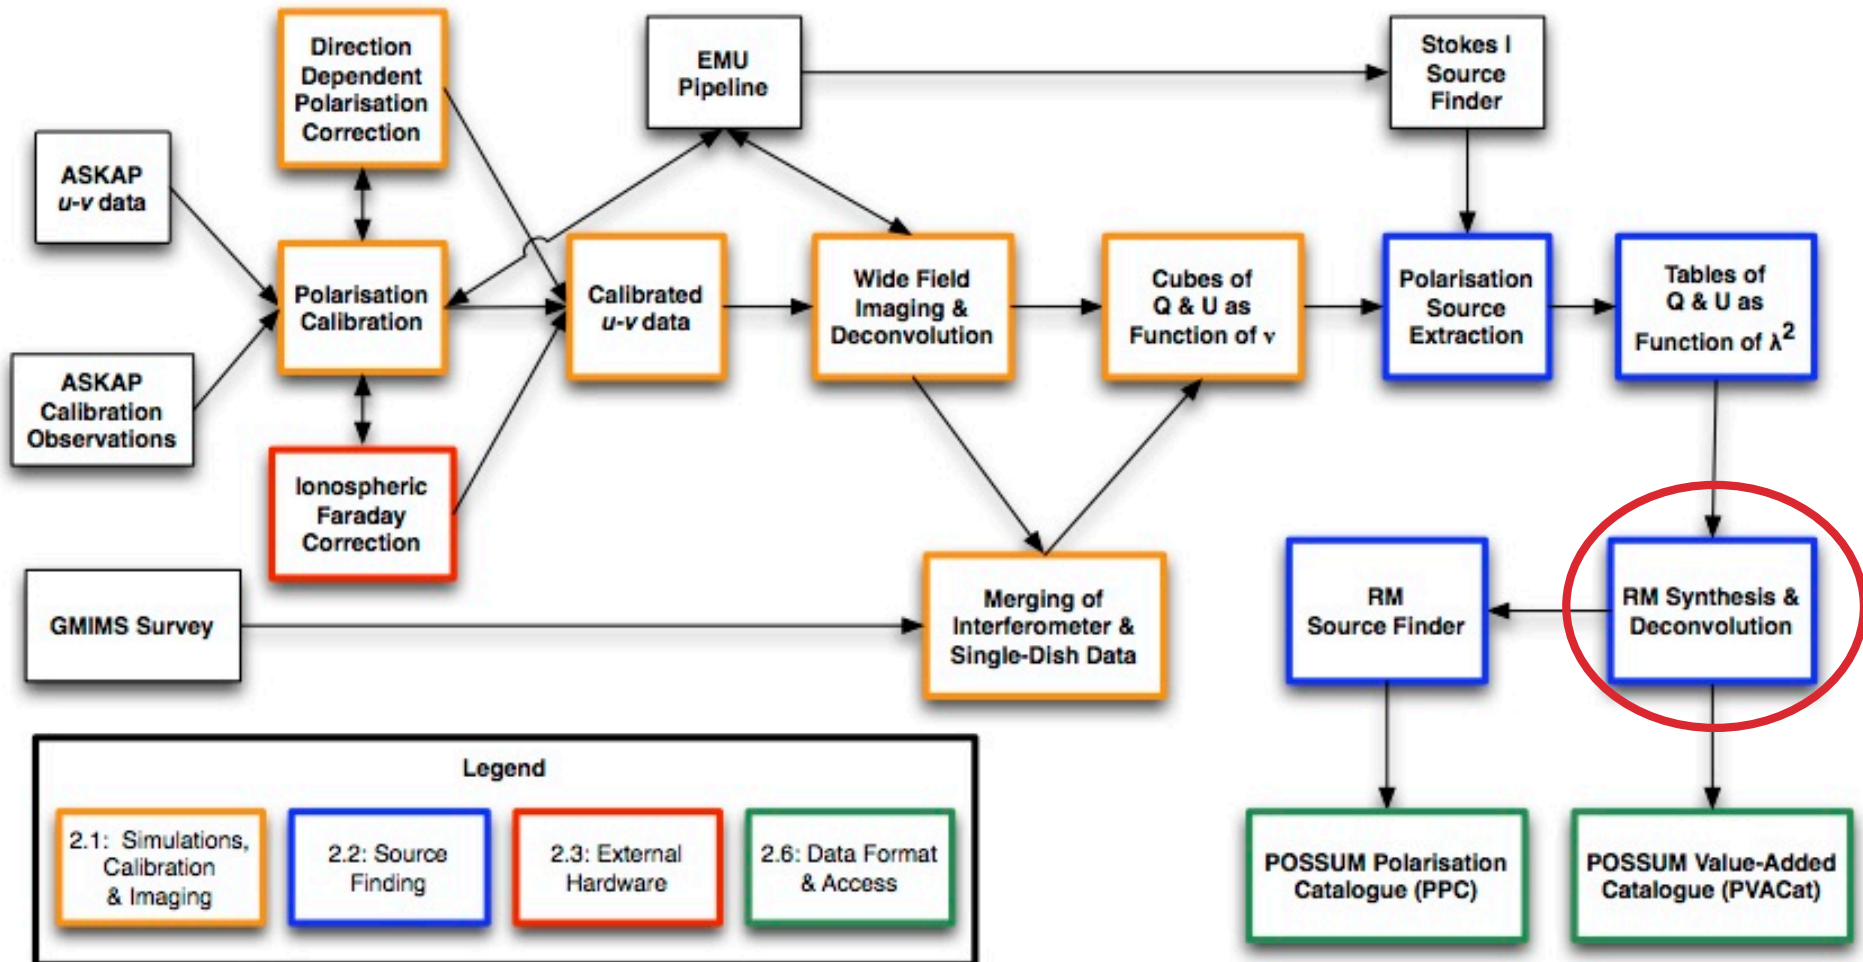 Direction
Dependent
Polarisation
Correction
EMU
Pipeline
Stokes I
Source
Finder
ASKAP
u-v data
Polarisation
Calibration
Calibrated
u-v data
Wide Field
Imaging &
Deconvolution
Cubes of
Q & U as
Function of ν
Polarisation
Source
Extraction
Tables of
Q & U as
Function of λ²
ASKAP
Calibration
Observations
Ionospheric
Faraday
Correction
GMIMS Survey
Merging of
Interferometer &
Single-Dish Data
RM
Source Finder
RM Synthesis &
Deconvolution
Legend
2.1: Simulations,
Calibration
& Imaging
2.2: Source
Finding
2.3: External
Hardware
2.6: Data Format
& Access
POSSUM Polarisation
Catalogue (PPC)
POSSUM Value-Added
Catalogue (PVACat)